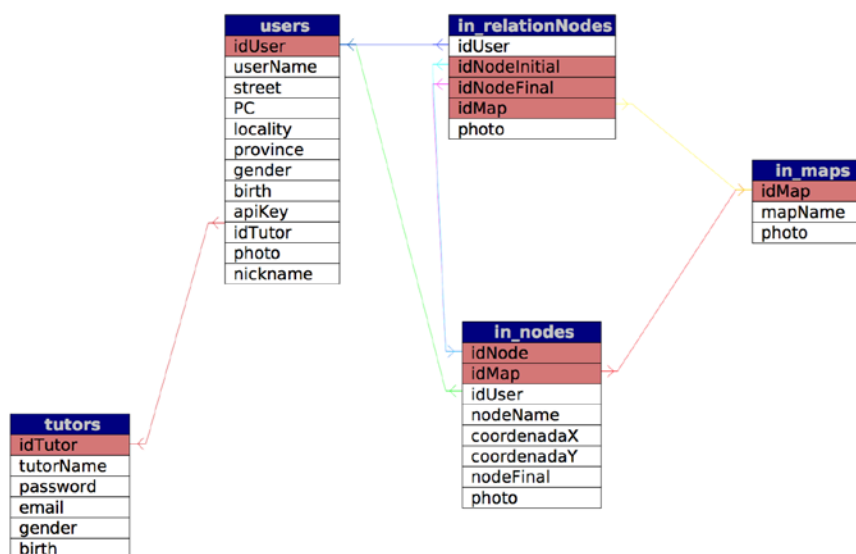 users
idUser
userName
street
PC
locality
province
gender
birth
apiKey
idTutor
photo
nickname
in_relationNodes
idUser
idNodeInitial
idNodeFinal
idMap
photo
in_maps
idMap
mapName
photo
in_nodes
idNode
idMap
idUser
nodeName
coordenadaX
coordenadaY
nodeFinal
photo
tutors
idTutor
tutorName
password
email
gender
birth